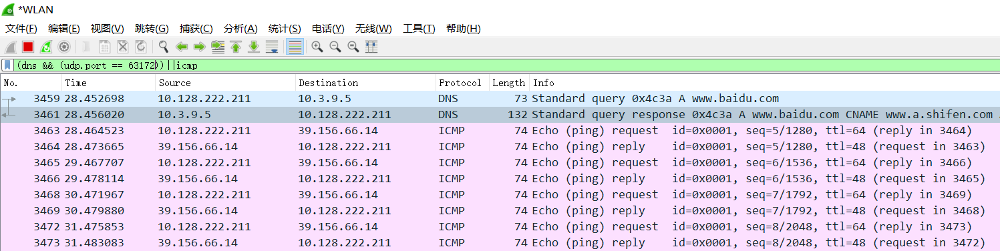 *WLAN
文件(F) 编辑(E) 视图(V) 跳转(G) 捕获(C) 分析(A) 统计(S) 电话(Y) 无线(W) 工具(T) 帮助(H)
(dns && (udp.port == 63172))||icmp
No. Time Source Destination Protocol Length Info
3459 28.452698 10.128.222.211 10.3.9.5 DNS 73 Standard query 0x4c3a A www.baidu.com
3461 28.456020 10.3.9.5 10.128.222.211 DNS 132 Standard query response 0x4c3a A www.baidu.com CNAME www.a.shifen.com
3463 28.464523 10.128.222.211 39.156.66.14 ICMP 74 Echo (ping) request id=0x0001, seq=5/1280, ttl=64 (reply in 3464)
3464 28.473665 39.156.66.14 10.128.222.211 ICMP 74 Echo (ping) reply id=0x0001, seq=5/1280, ttl=48 (request in 3463)
3465 29.467707 10.128.222.211 39.156.66.14 ICMP 74 Echo (ping) request id=0x0001, seq=6/1536, ttl=64 (reply in 3466)
3466 29.478114 39.156.66.14 10.128.222.211 ICMP 74 Echo (ping) reply id=0x0001, seq=6/1536, ttl=48 (request in 3465)
3468 30.471967 10.128.222.211 39.156.66.14 ICMP 74 Echo (ping) request id=0x0001, seq=7/1792, ttl=64 (reply in 3469)
3469 30.479880 39.156.66.14 10.128.222.211 ICMP 74 Echo (ping) reply id=0x0001, seq=7/1792, ttl=48 (request in 3468)
3472 31.475853 10.128.222.211 39.156.66.14 ICMP 74 Echo (ping) request id=0x0001, seq=8/2048, ttl=64 (reply in 3473)
3473 31.483083 39.156.66.14 10.128.222.211 ICMP 74 Echo (ping) reply id=0x0001, seq=8/2048, ttl=48 (request in 3472)